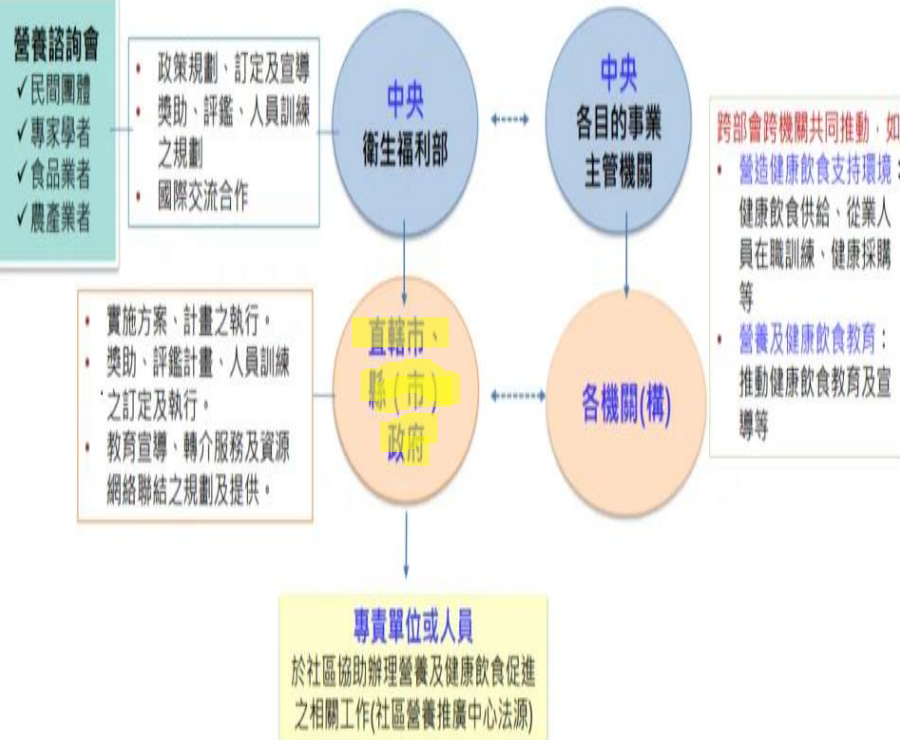 營養諮詢會
✓民間團體
✓專家學者
✓食品業者
✓農產業者
• 政策規劃、訂定及宣導
• 獎助、評鑑、人員訓練
之規劃
• 國際交流合作
中央
衛生福利部
中央
各目的事業
主管機關
跨部會跨機關共同推動，如
• 營造健康飲食支持環境：
健康飲食供給、從業人
員在職訓練、健康採購
等
• 營養及健康飲食教育：
推動健康飲食教育及宣
導等
• 實施方案、計畫之執行。
• 獎助、評鑑計畫、人員訓練
之訂定及執行。
• 教育宣導、轉介服務及資源
網絡聯結之規劃及提供。
直轄市、
縣（市）
政府
各機關(構)
專責單位或人員
於社區協助辦理營養及健康飲食促進
之相關工作(社區營養推廣中心法源)